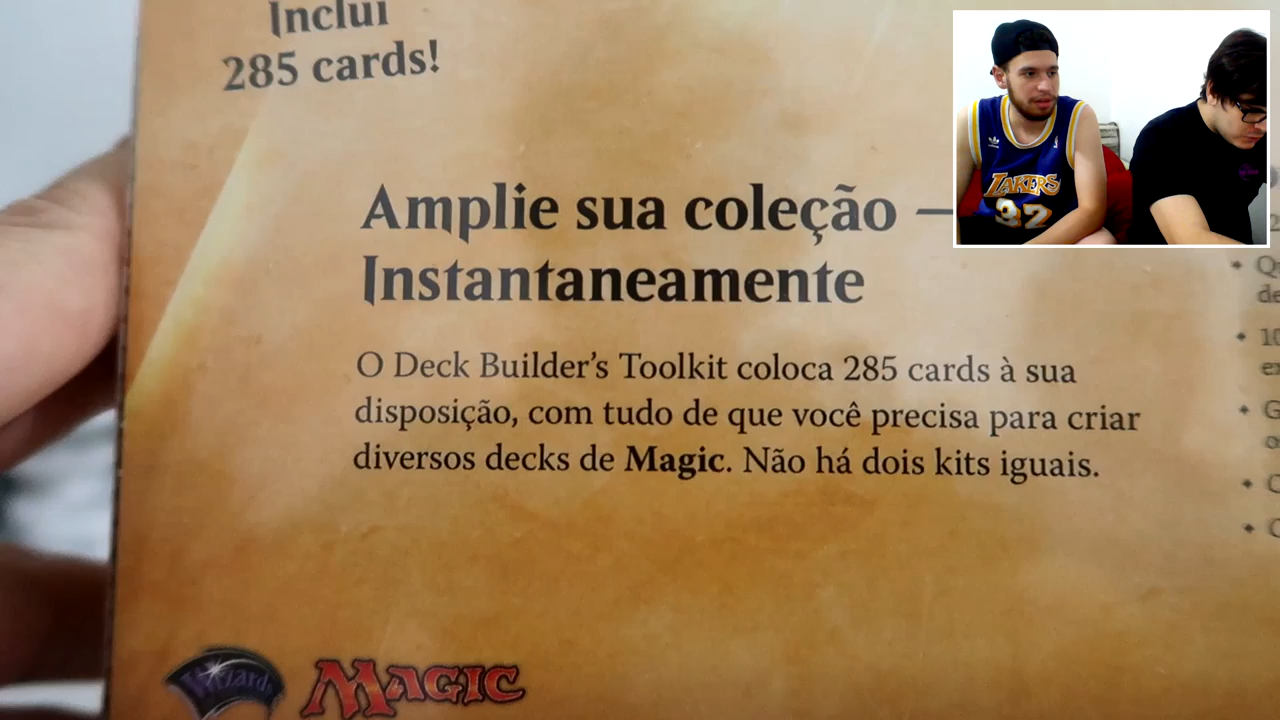 Inclui
285 cards!
Amplie sua coleção —
Instantaneamente
O Deck Builder's Toolkit coloca 285 cards à sua
disposição, com tudo de que você precisa para criar
diversos decks de Magic. Não há dois kits iguais.
Wizards
MAGIC
LAKERS
32